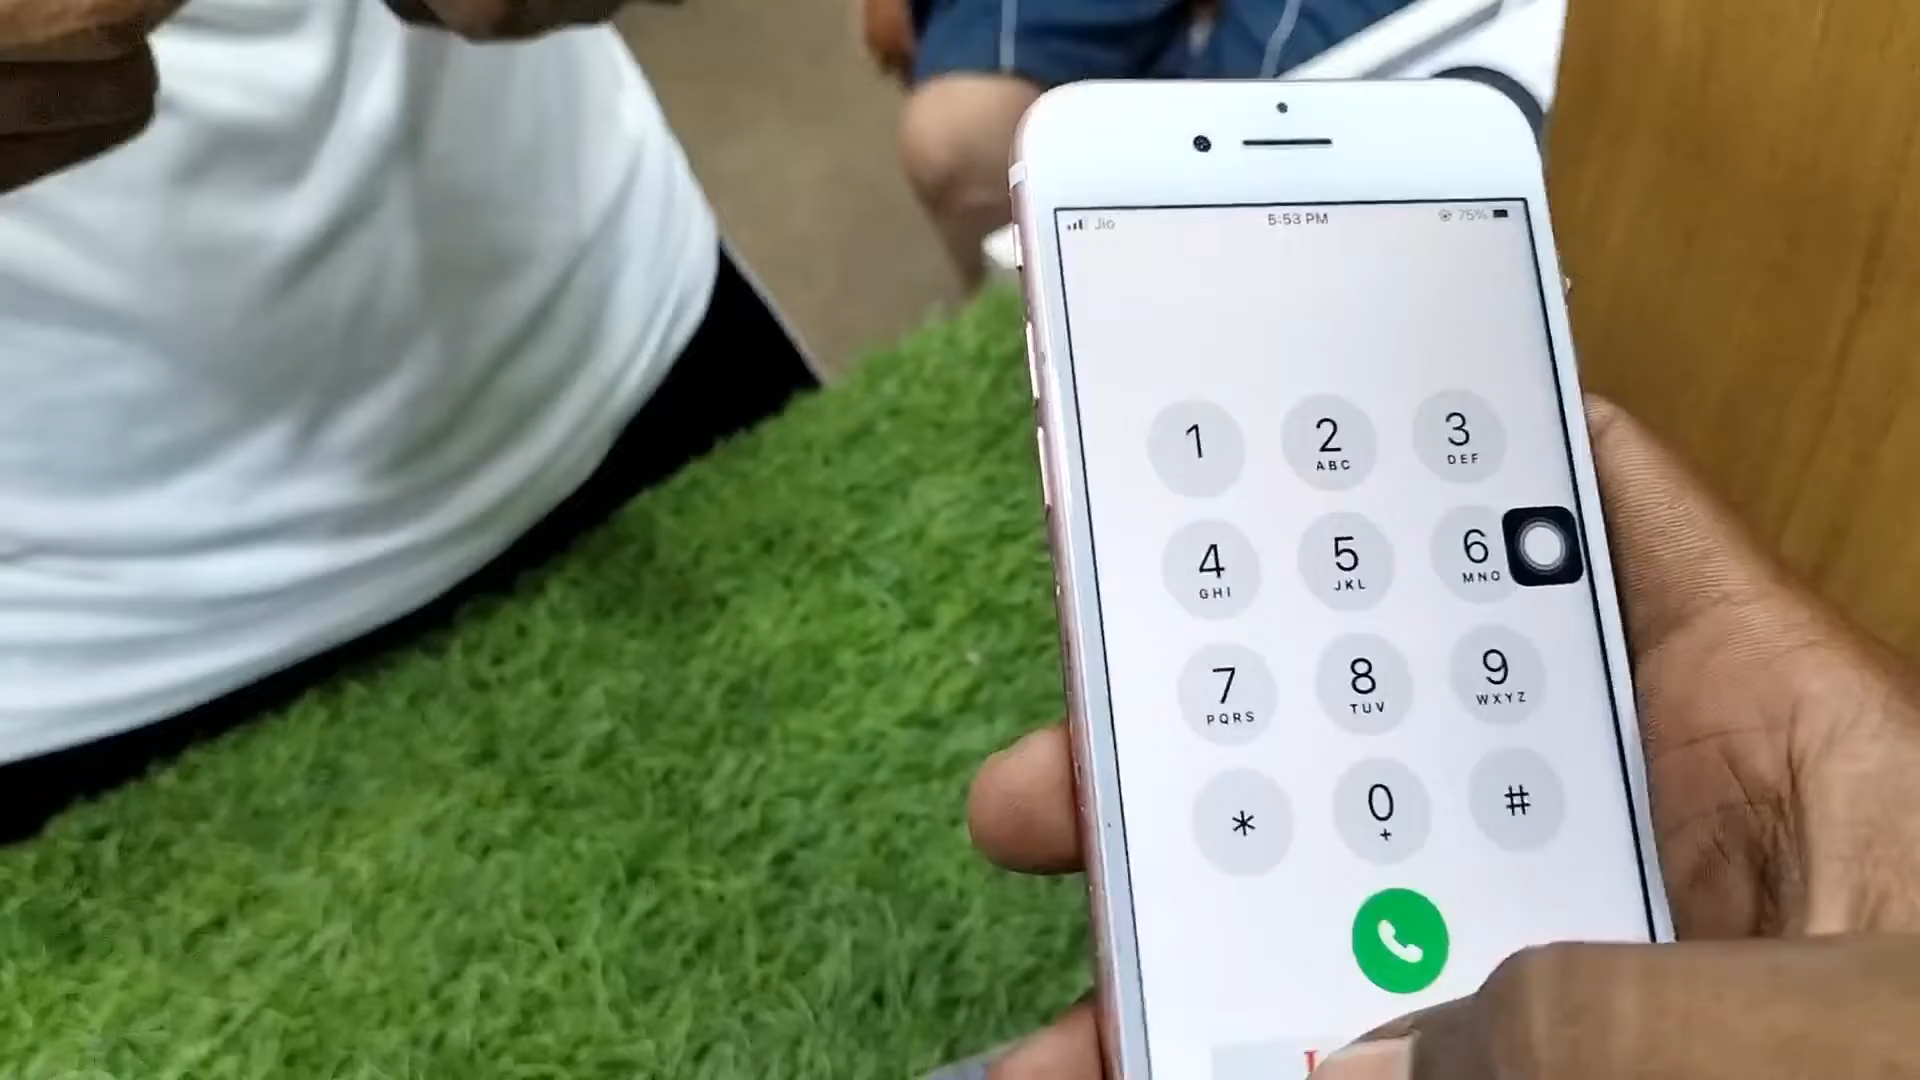 Jio 5:53 PM 75%
1 2 3
ABC DEF
4 5 6
GHI JKL MNO
7 8 9
PQRS TUV WXYZ
* 0 #
+